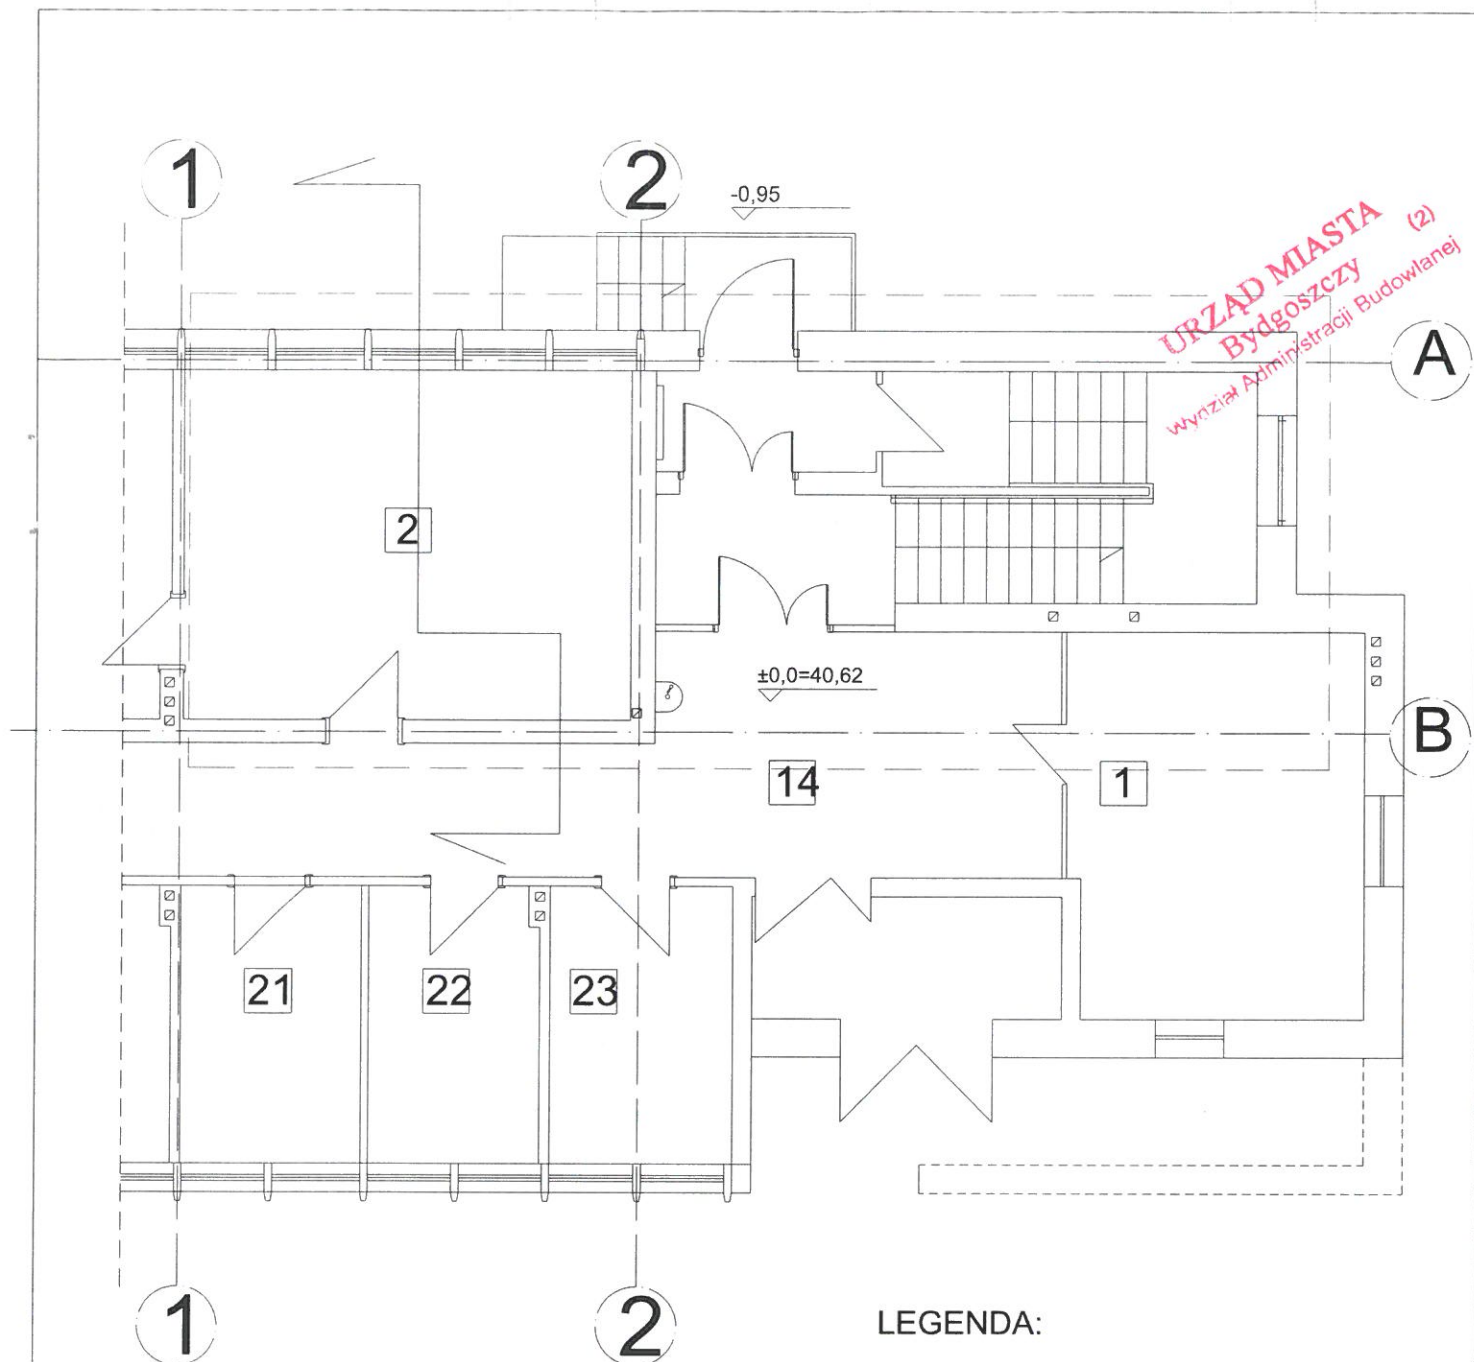 1
2
-0,95
URZĄD MIASTA (2)
Bydgoszczy
Wydział Administracji Budowlanej
A
2
±0,0=40,62
B
14
1
21
22
23
1
2
LEGENDA: